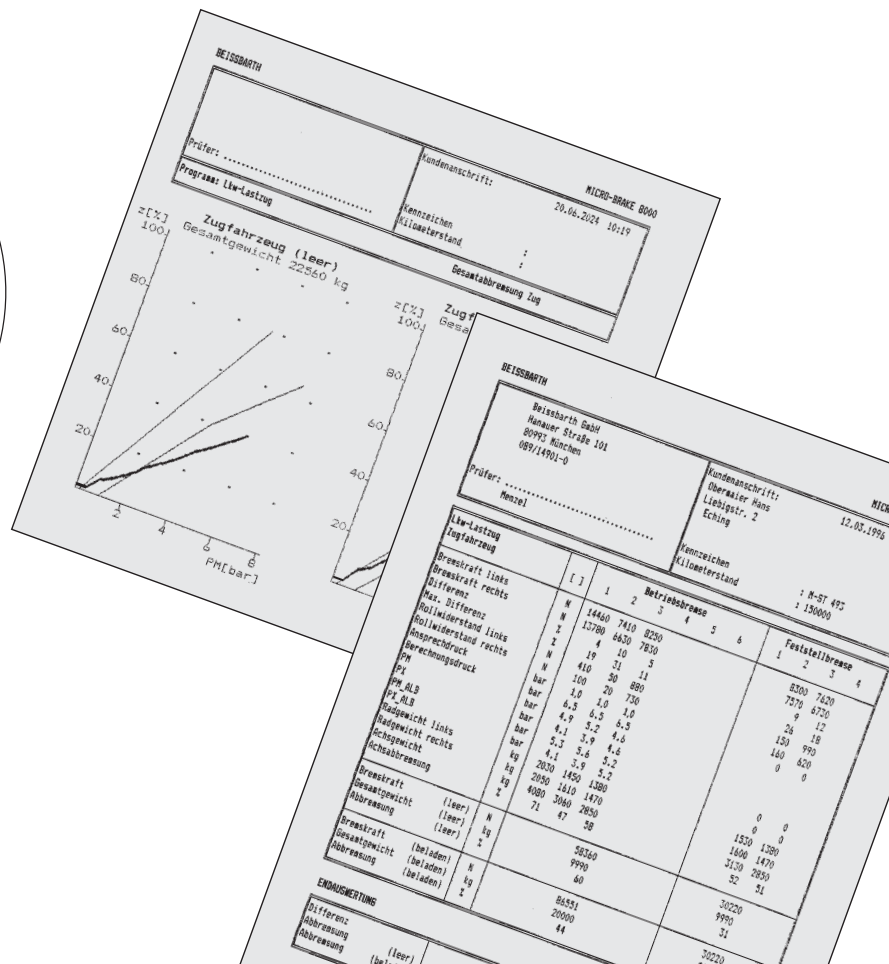 BEISSBARTH
Prüfer: ..............................
Kundenanschrift:
MICRO-BRAKE 8000
20.06.2024 10:19
Kennzeichen :
Kilometerstand :
Programm: Lkw-Lastzug
Gesamtabbremsung Zug
z[%]
Zugfahrzeug (leer)
Gesamtgewicht 22560 kg
100
80
60
40
20
2 4 6 8
PM[bar]
z[%]
Zugf
Gesa
100
80
60
40
20
BEISSBARTH
Beissbarth GmbH
Hanauer Straße 101
80993 München
089/14901-0
Prüfer: ..............................
Menzel
Kundenanschrift:
Obermaier Hans
Liebigstr. 2
Eching
MICR
12.03.1996
Kennzeichen : M-ST 493
Kilometerstand : 150000
Lkw-Lastzug
Zugfahrzeug
[ ] Betriebsbremse Feststellbremse
1 2 3 4 5 6 1 2 3 4
Bremskraft links N 14460 7410 8250 8300 7620
Bremskraft rechts N 13780 6630 7830 7570 6730
Differenz % 4 10 5 9 12
Max. Differenz % 19 31 11 26 18
Rollwiderstand links N 410 50 880 150 990
Rollwiderstand rechts N 100 20 730 160 620
Ansprechdruck bar 1,0 1,0 1,0 0 0
Berechnungsdruck bar 6.5 6.5 6.5
PM bar 4.9 5.2 4.6
PX bar 4.1 3.9 4.6
PM_ALB bar 5.3 5.6 5.2
PX_ALB bar 4.1 3.9 5.2
Radgewicht links kg 2030 1450 1380 1530 1380
Radgewicht rechts kg 2050 1610 1470 1600 1470
Achsgewicht kg 4080 3060 2850 3130 2850
Achsabbremsung % 71 47 58 52 51
Bremskraft (leer) N 58360 30220
Gesamtgewicht (leer) kg 9990 9990
Abbremsung (leer) % 60 31
Bremskraft (beladen) N 86551 30220
Gesamtgewicht (beladen) kg 20000
Abbremsung (beladen) % 44
ENDAUSWERTUNG
Differenz
Abbremsung (leer)
Abbremsung (bela